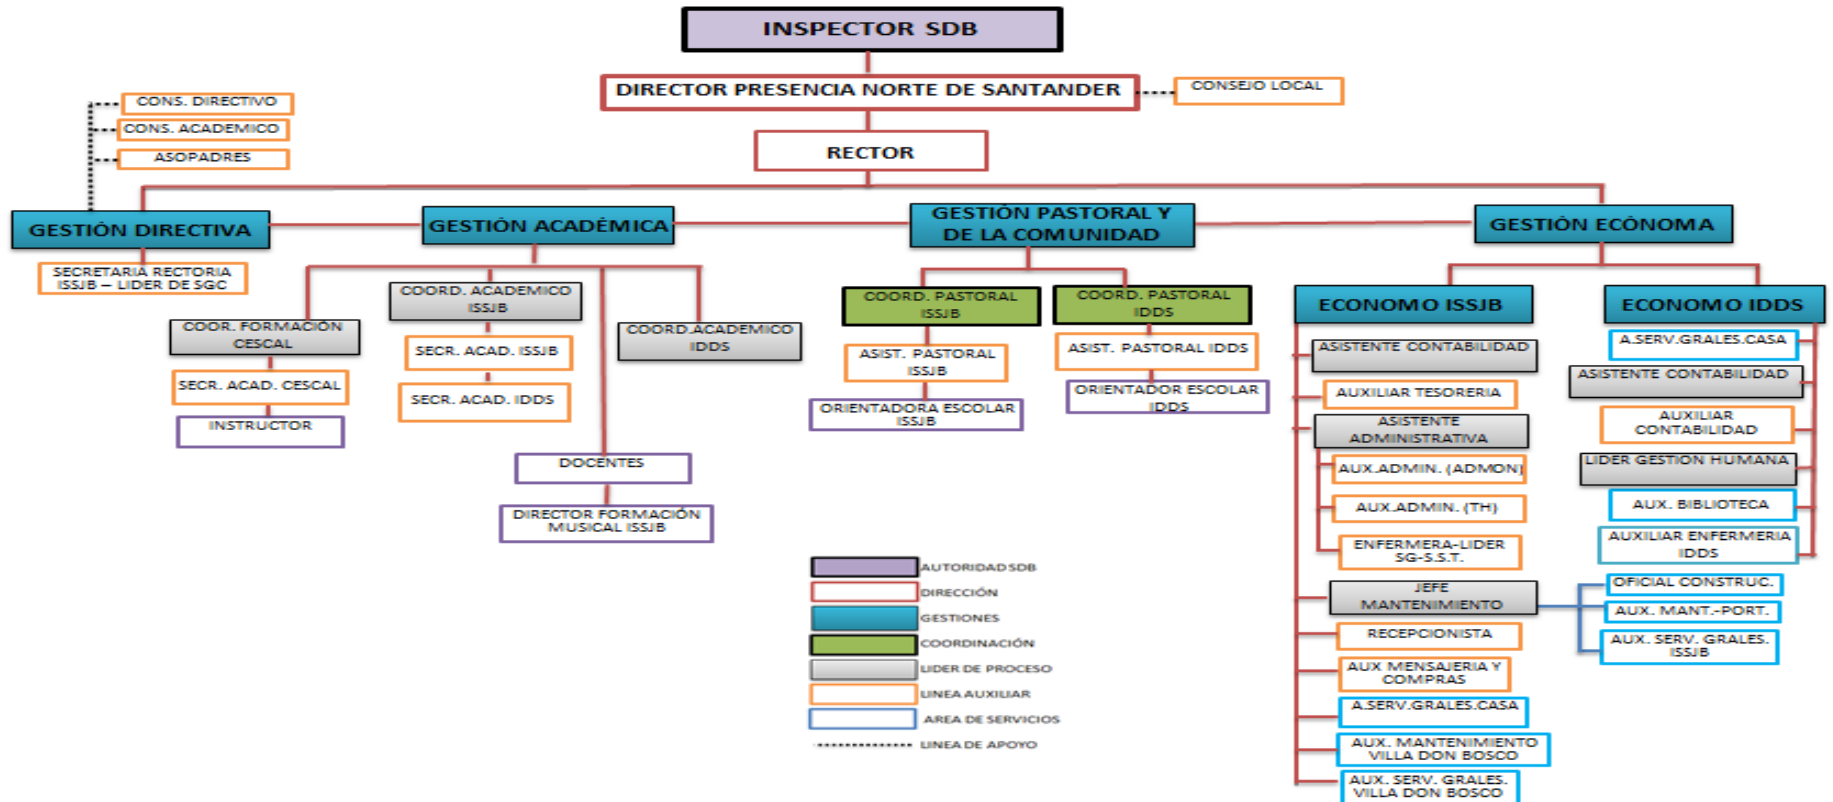 INSPECTOR SDB
DIRECTOR PRESENCIA NORTE DE SANTANDER
CONSEJO LOCAL
CONS. DIRECTIVO
CONS. ACADEMICO
ASOPADRES
RECTOR
GESTIÓN DIRECTIVA
GESTIÓN ACADÉMICA
GESTIÓN PASTORAL Y
DE LA COMUNIDAD
GESTIÓN ECÓNOMA
SECRETARIA RECTORIA
ISSJB – LIDER DE SGC
COOR. FORMACIÓN
CESCAL
SECR. ACAD. CESCAL
INSTRUCTOR
COORD. ACADEMICO
ISSJB
SECR. ACAD. ISSJB
SECR. ACAD. IDDS
DOCENTES
DIRECTOR FORMACIÓN
MUSICAL ISSJB
COORD.ACADEMICO
IDDS
COORD. PASTORAL
ISSJB
ASIST. PASTORAL
ISSJB
ORIENTADORA ESCOLAR
ISSJB
COORD. PASTORAL
IDDS
ASIST. PASTORAL IDDS
ORIENTADOR ESCOLAR
IDDS
ECONOMO ISSJB
ASISTENTE CONTABILIDAD
AUXILIAR TESORERIA
ASISTENTE
ADMINISTRATIVA
AUX.ADMIN. (ADMON)
AUX.ADMIN. (TH)
ENFERMERA-LIDER
SG-S.S.T.
JEFE
MANTENIMIENTO
RECEPCIONISTA
AUX MENSAJERIA Y
COMPRAS
A.SERV.GRALES.CASA
AUX. MANTENIMIENTO
VILLA DON BOSCO
AUX. SERV. GRALES.
VILLA DON BOSCO
ECONOMO IDDS
A.SERV.GRALES.CASA
ASISTENTE CONTABILIDAD
AUXILIAR
CONTABILIDAD
LIDER GESTION HUMANA
AUX. BIBLIOTECA
AUXILIAR ENFERMERIA
IDDS
OFICIAL CONSTRUC.
AUX. MANT.-PORT.
AUX. SERV. GRALES.
ISSJB
AUTORIDAD SDB
DIRECCIÓN
GESTIONES
COORDINACIÓN
LIDER DE PROCESO
LINEA AUXILIAR
AREA DE SERVICIOS
LINEA DE APOYO